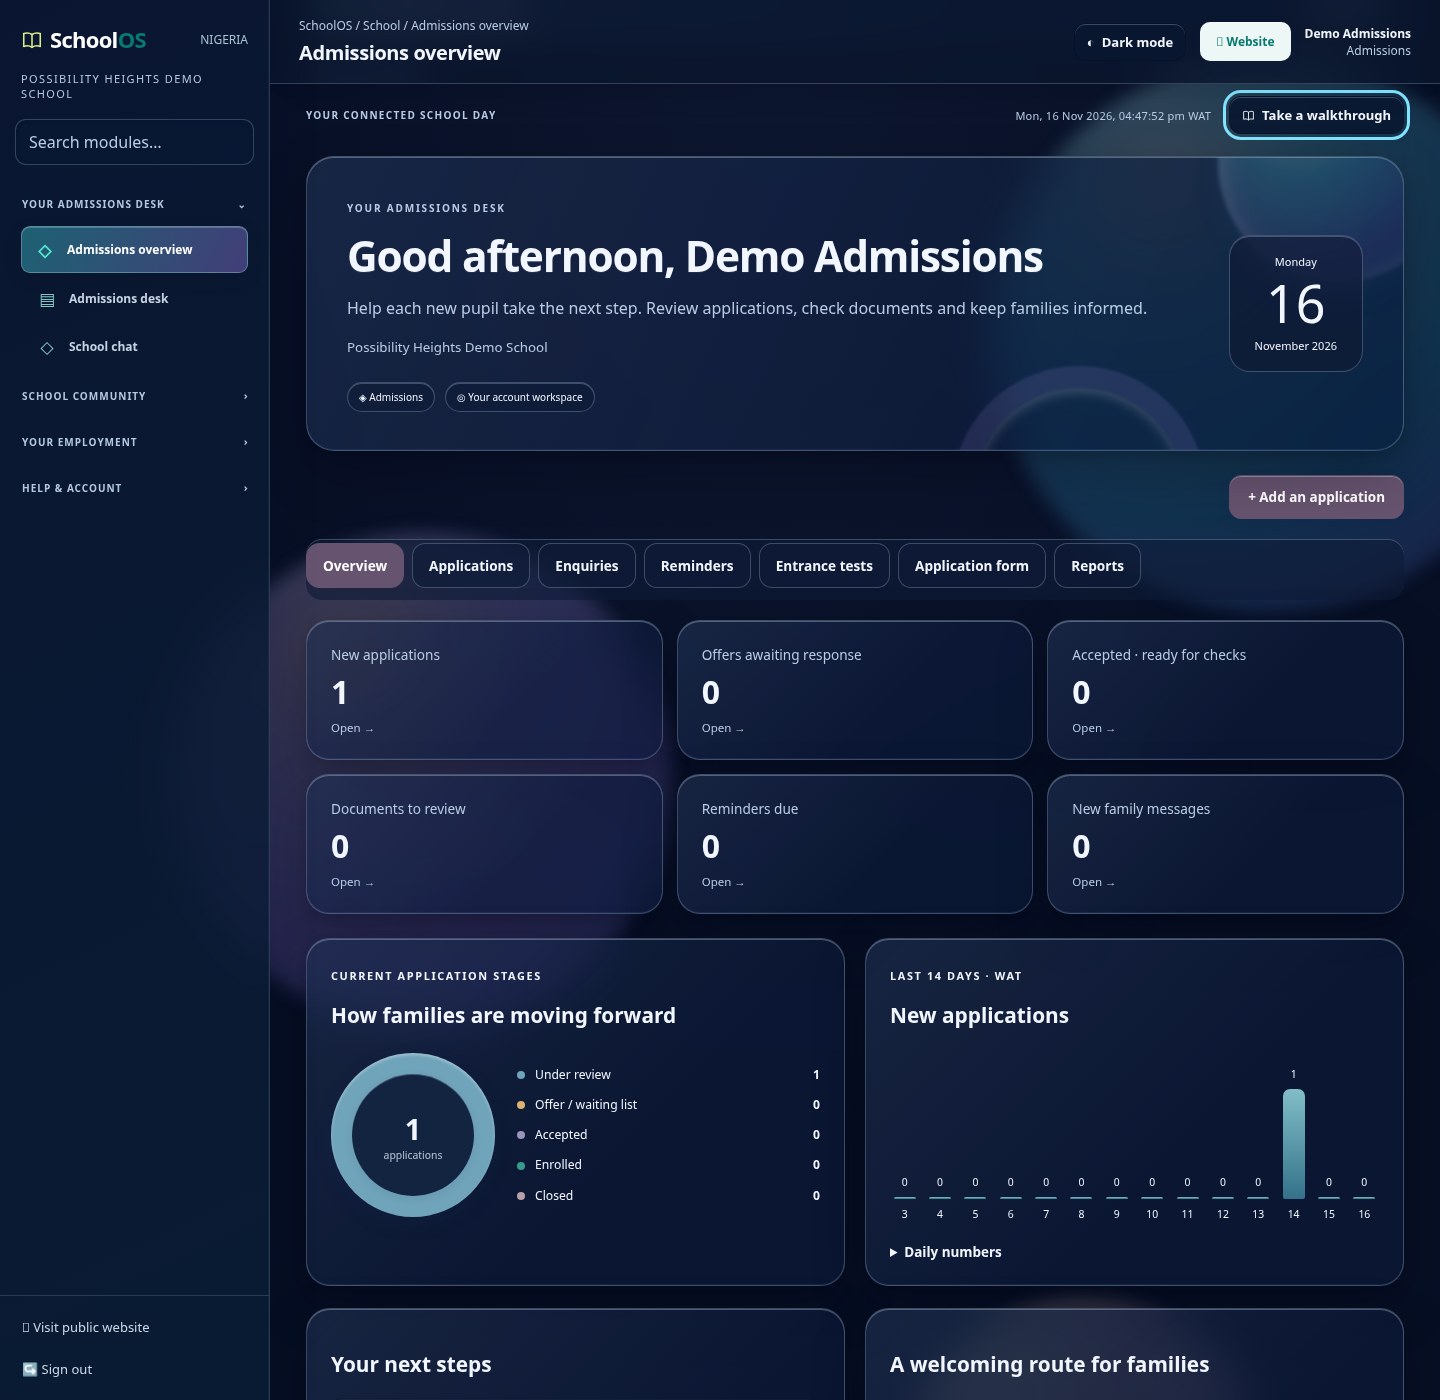 SchoolOS
NIGERIA
POSSIBILITY HEIGHTS DEMO
SCHOOL
Search modules...
YOUR ADMISSIONS DESK
Admissions overview
Admissions desk
School chat
SCHOOL COMMUNITY
YOUR EMPLOYMENT
HELP & ACCOUNT
Visit public website
Sign out
SchoolOS / School / Admissions overview
Admissions overview
Dark mode
Website
Demo Admissions
Admissions
YOUR CONNECTED SCHOOL DAY
Mon, 16 Nov 2026, 04:47:52 pm WAT
Take a walkthrough
YOUR ADMISSIONS DESK
Good afternoon, Demo Admissions
Help each new pupil take the next step. Review applications, check documents and keep families informed.
Possibility Heights Demo School
◈ Admissions
◎ Your account workspace
Monday
16
November 2026
+ Add an application
Overview
Applications
Enquiries
Reminders
Entrance tests
Application form
Reports
New applications
1
Open →
Offers awaiting response
0
Open →
Accepted · ready for checks
0
Open →
Documents to review
0
Open →
Reminders due
0
Open →
New family messages
0
Open →
CURRENT APPLICATION STAGES
How families are moving forward
1
applications
Under review 1
Offer / waiting list 0
Accepted 0
Enrolled 0
Closed 0
LAST 14 DAYS · WAT
New applications
1
0 0 0 0 0 0 0 0 0 0 0 0 0
3 4 5 6 7 8 9 10 11 12 13 14 15 16
▶ Daily numbers
Your next steps
A welcoming route for families